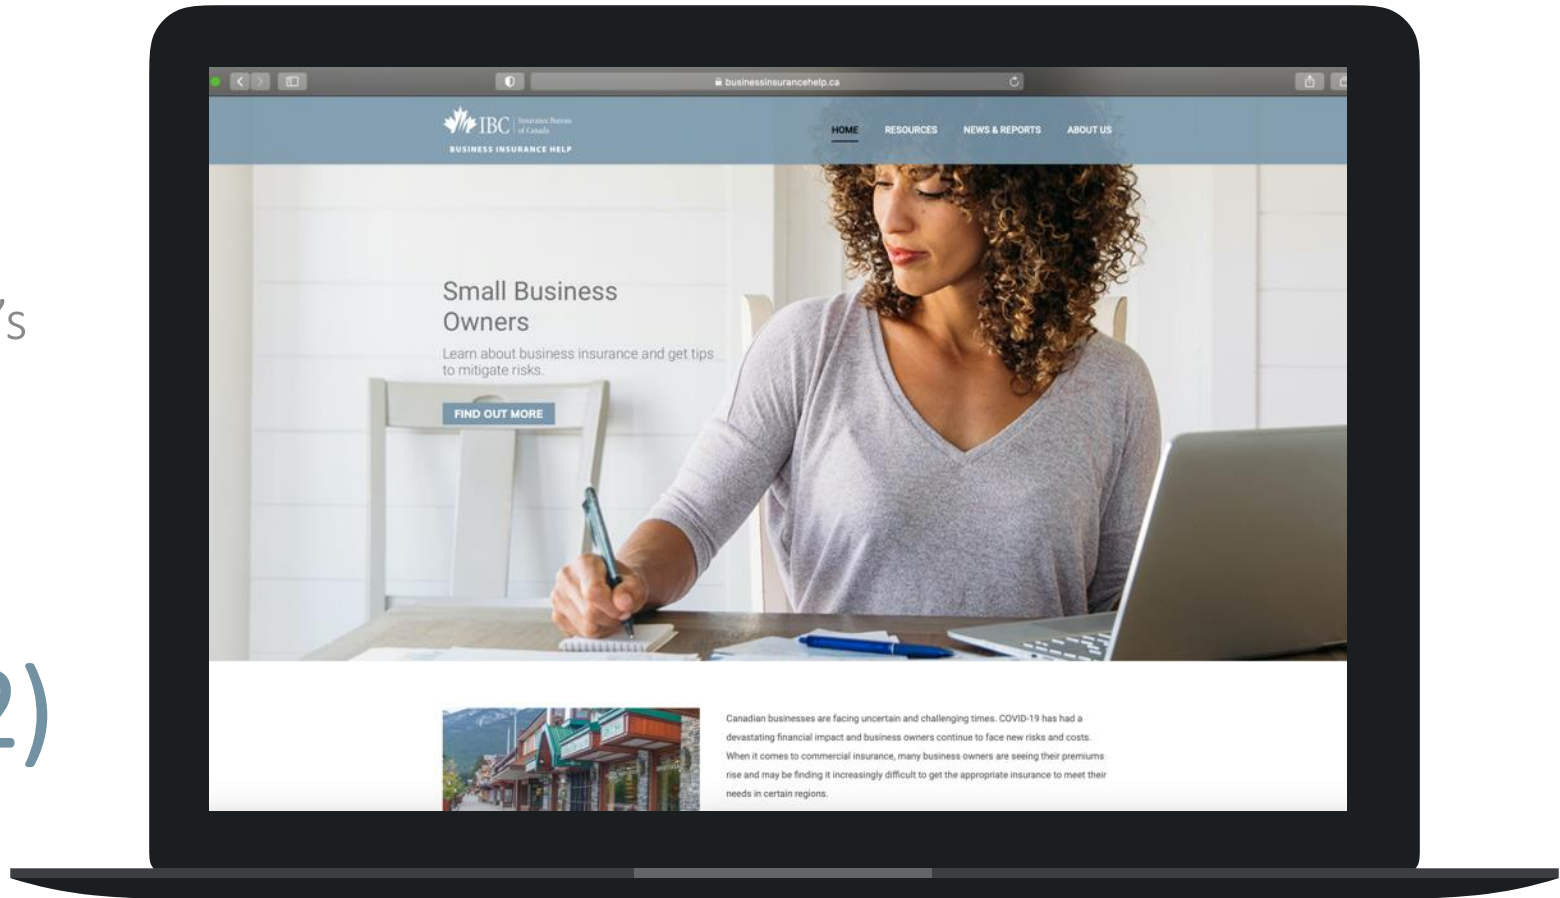 's
2)
businessinsurancehelp.ca
IBC
Insurance Bureau
of Canada
BUSINESS INSURANCE HELP
HOME RESOURCES NEWS & REPORTS ABOUT US
Small Business
Owners
Learn about business insurance and get tips
to mitigate risks.
FIND OUT MORE
Canadian businesses are facing uncertain and challenging times. COVID-19 has had a
devastating financial impact and business owners continue to face new risks and costs.
When it comes to commercial insurance, many business owners are seeing their premiums
rise and may be finding it increasingly difficult to get the appropriate insurance to meet their
needs in certain regions.